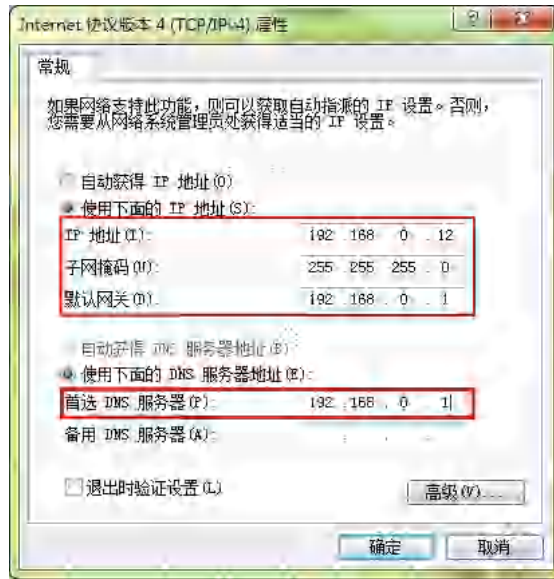 Internet 协议版本 4 (TCP/IPv4) 属性
常规
如果网络支持此功能，则可以获取自动指派的 IP 设置。否则，
您需要从网络系统管理员处获得适当的 IP 设置。
自动获得 IP 地址(O)
使用下面的 IP 地址(S):
IP 地址(I): 192 . 168 . 0 . 12
子网掩码(U): 255 . 255 . 255 . 0
默认网关(D): 192 . 168 . 0 . 1
自动获得 DNS 服务器地址(B)
使用下面的 DNS 服务器地址(E):
首选 DNS 服务器(P): 192 . 168 . 0 . 1
备用 DNS 服务器(A): . . .
退出时验证设置(L)
高级(V)...
确定 取消